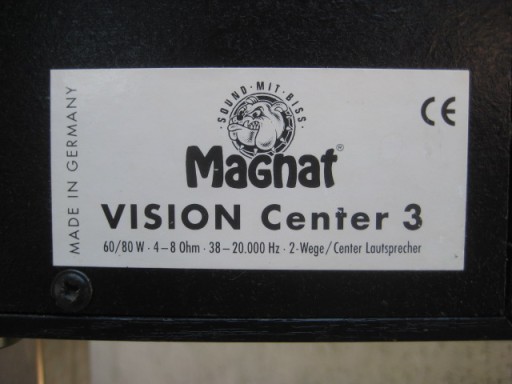 SOUND·MIT·BISS
Magnat®
CE
MADE IN GERMANY
VISION Center 3
60/80 W · 4–8 Ohm · 38–20.000 Hz · 2-Wege/Center Lautsprecher